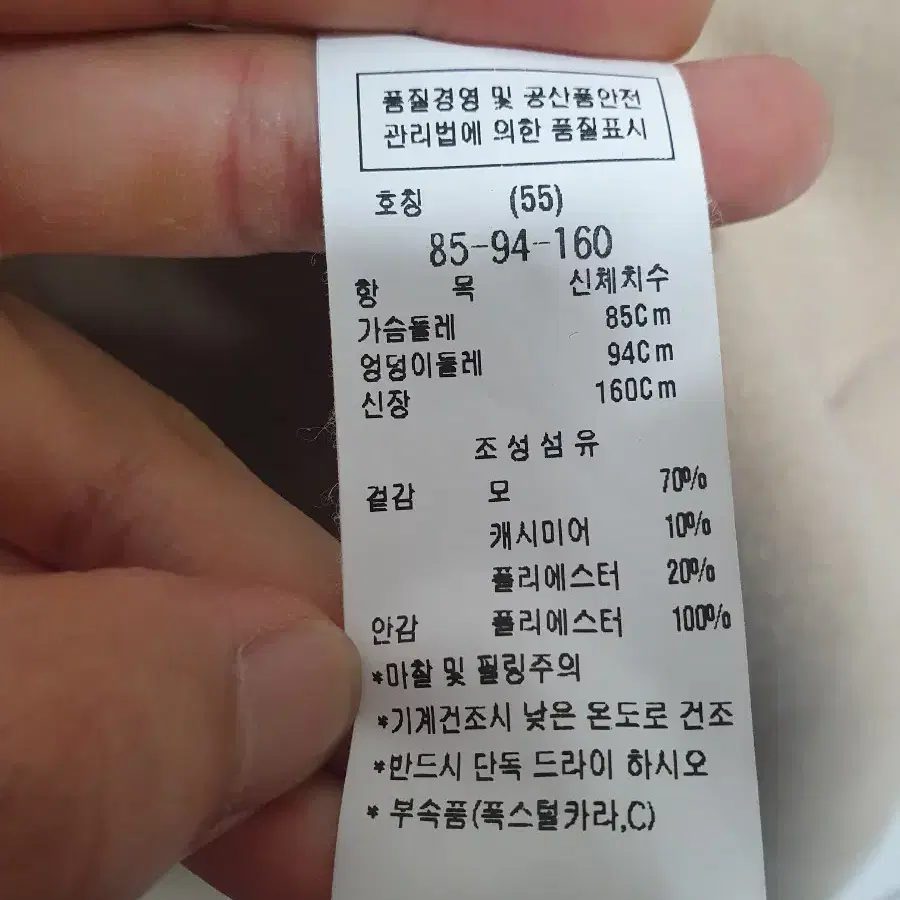 품질경영 및 공산품안전
관리법에 의한 품질표시
호칭 (55)
85-94-160
항 목 신체치수
가슴둘레 85Cm
엉덩이둘레 94Cm
신장 160Cm
조성섬유
겉감 모 70%
캐시미어 10%
폴리에스터 20%
안감 폴리에스터 100%
*마찰 및 필링주의
*기계건조시 낮은 온도로 건조
*반드시 단독 드라이 하시오
* 부속품(폭스털카라,C)